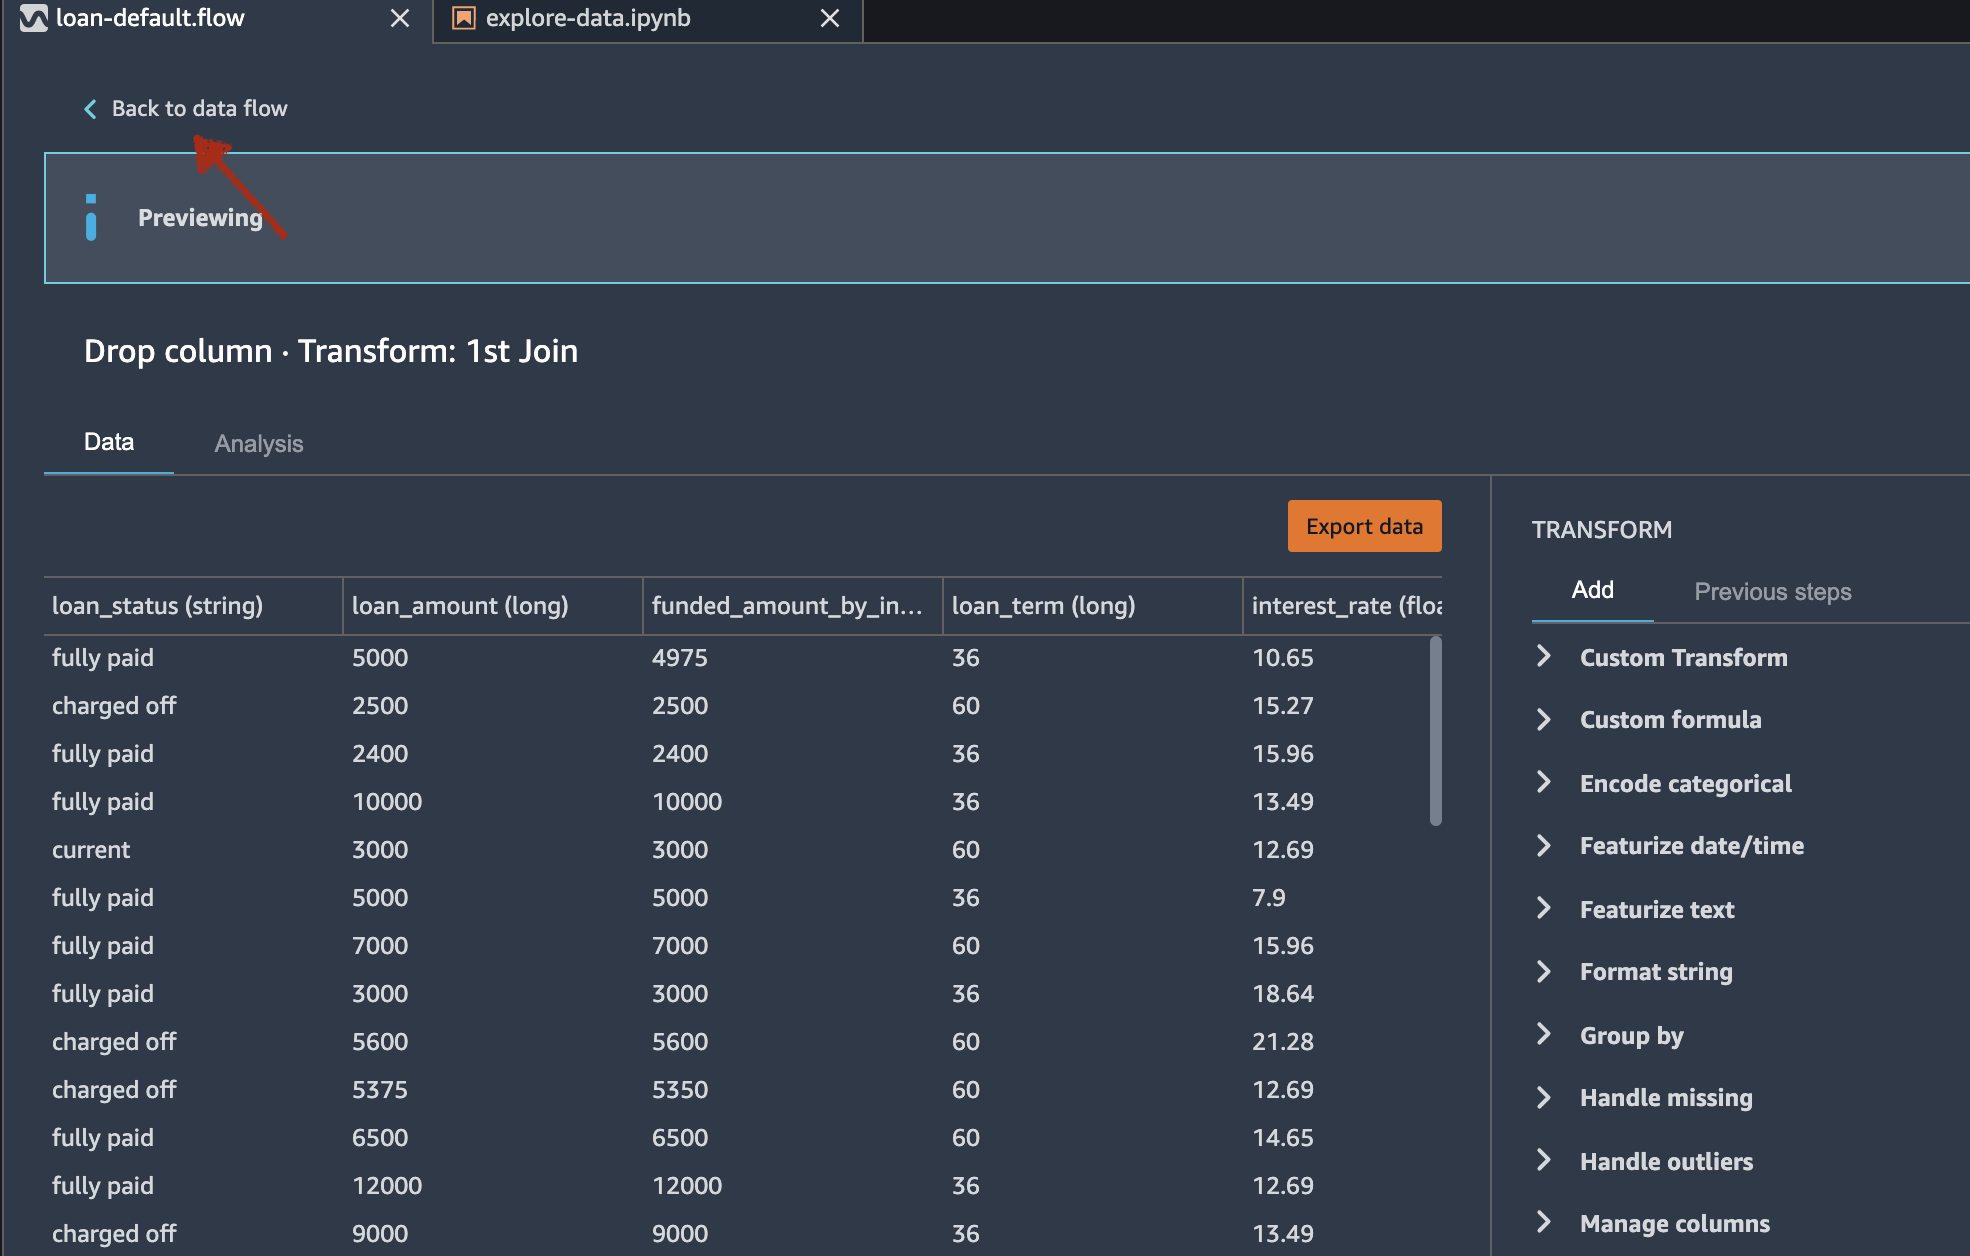 loan-default.flow
explore-data.ipynb
Back to data flow
Previewing
Drop column · Transform: 1st Join
Data Analysis
Export data
loan_status (string) loan_amount (long) funded_amount_by_in... loan_term (long) interest_rate (floa
fully paid 5000 4975 36 10.65
charged off 2500 2500 60 15.27
fully paid 2400 2400 36 15.96
fully paid 10000 10000 36 13.49
current 3000 3000 60 12.69
fully paid 5000 5000 36 7.9
fully paid 7000 7000 60 15.96
fully paid 3000 3000 36 18.64
charged off 5600 5600 60 21.28
charged off 5375 5350 60 12.69
fully paid 6500 6500 60 14.65
fully paid 12000 12000 36 12.69
charged off 9000 9000 36 13.49
TRANSFORM
Add Previous steps
Custom Transform
Custom formula
Encode categorical
Featurize date/time
Featurize text
Format string
Group by
Handle missing
Handle outliers
Manage columns